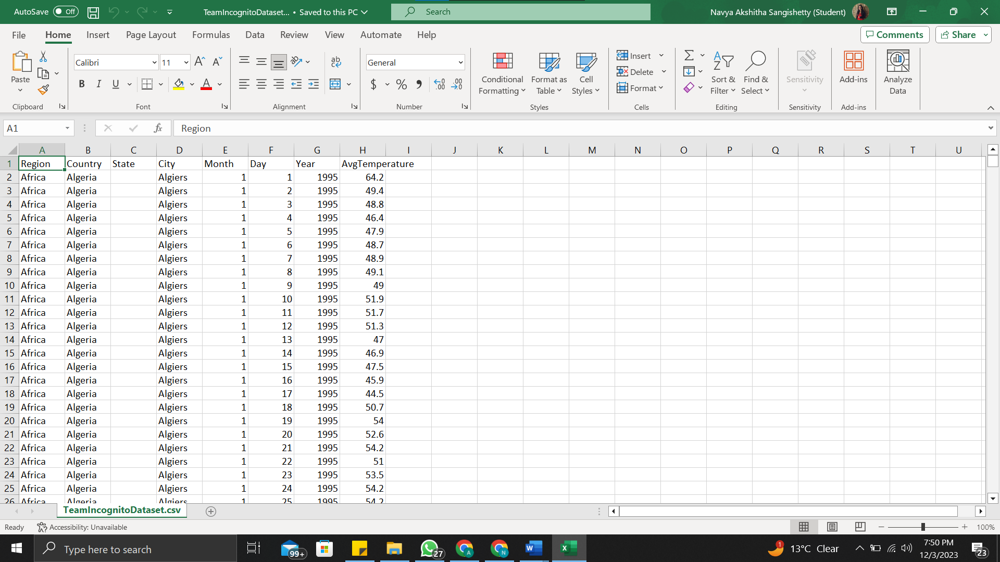 AutoSave Off TeamIncognitoDataset... • Saved to this PC Search Navya Akshitha Sangishetty (Student)
File Home Insert Page Layout Formulas Data Review View Automate Help Comments Share
Calibri 11 General
Paste
B I U A $ %
Conditional Formatting
Format as Table
Cell Styles
Insert
Delete
Format
Sort & Filter
Find & Select
Sensitivity
Add-ins
Analyze Data
Clipboard Font Alignment Number Styles Cells Editing Sensitivity Add-ins
A1 fx Region
A B C D E F G H I J K L M N O P Q R S T U
1 Region Country State City Month Day Year AvgTemperature
2 Africa Algeria Algiers 1 1 1995 64.2
3 Africa Algeria Algiers 1 2 1995 49.4
4 Africa Algeria Algiers 1 3 1995 48.8
5 Africa Algeria Algiers 1 4 1995 46.4
6 Africa Algeria Algiers 1 5 1995 47.9
7 Africa Algeria Algiers 1 6 1995 48.7
8 Africa Algeria Algiers 1 7 1995 48.9
9 Africa Algeria Algiers 1 8 1995 49.1
10 Africa Algeria Algiers 1 9 1995 49
11 Africa Algeria Algiers 1 10 1995 51.9
12 Africa Algeria Algiers 1 11 1995 51.7
13 Africa Algeria Algiers 1 12 1995 51.3
14 Africa Algeria Algiers 1 13 1995 47
15 Africa Algeria Algiers 1 14 1995 46.9
16 Africa Algeria Algiers 1 15 1995 47.5
17 Africa Algeria Algiers 1 16 1995 45.9
18 Africa Algeria Algiers 1 17 1995 44.5
19 Africa Algeria Algiers 1 18 1995 50.7
20 Africa Algeria Algiers 1 19 1995 54
21 Africa Algeria Algiers 1 20 1995 52.6
22 Africa Algeria Algiers 1 21 1995 54.2
23 Africa Algeria Algiers 1 22 1995 51
24 Africa Algeria Algiers 1 23 1995 53.5
25 Africa Algeria Algiers 1 24 1995 54.2
26 Africa Algeria Algiers 1 25 1995 54.2
TeamIncognitoDataset.csv
Ready Accessibility: Unavailable 100%
Type here to search 99+ 27 A N W X 1 13°C Clear 7:50 PM
12/3/2023 23